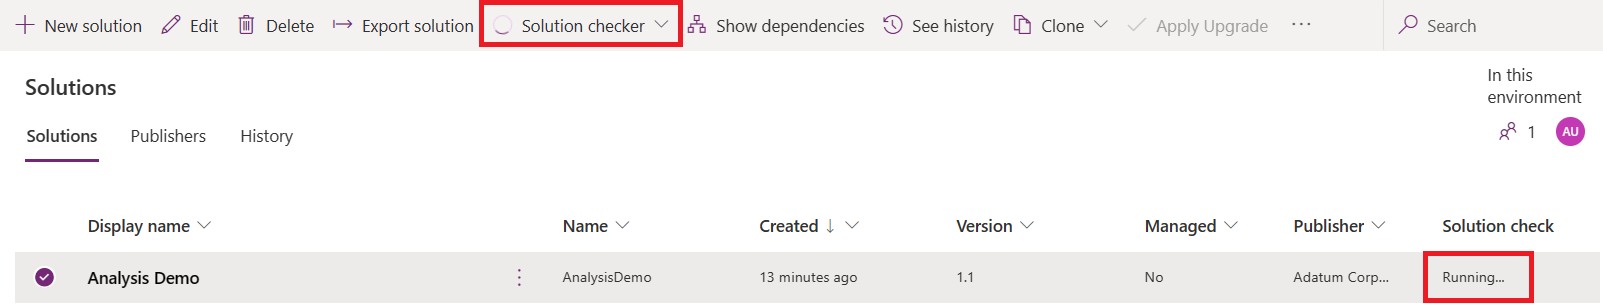 New solution Edit Delete Export solution Solution checker Show dependencies See history Clone Apply Upgrade ... Search
Solutions
In this
environment
Solutions Publishers History
1 AU
Display name Name Created Version Managed Publisher Solution check
Analysis Demo AnalysisDemo 13 minutes ago 1.1 No Adatum Corp... Running...